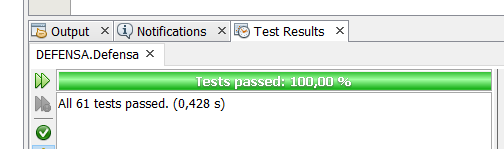 Output Notifications Test Results
DEFENSA.Defensa
Tests passed: 100,00 %
All 61 tests passed. (0,428 s)